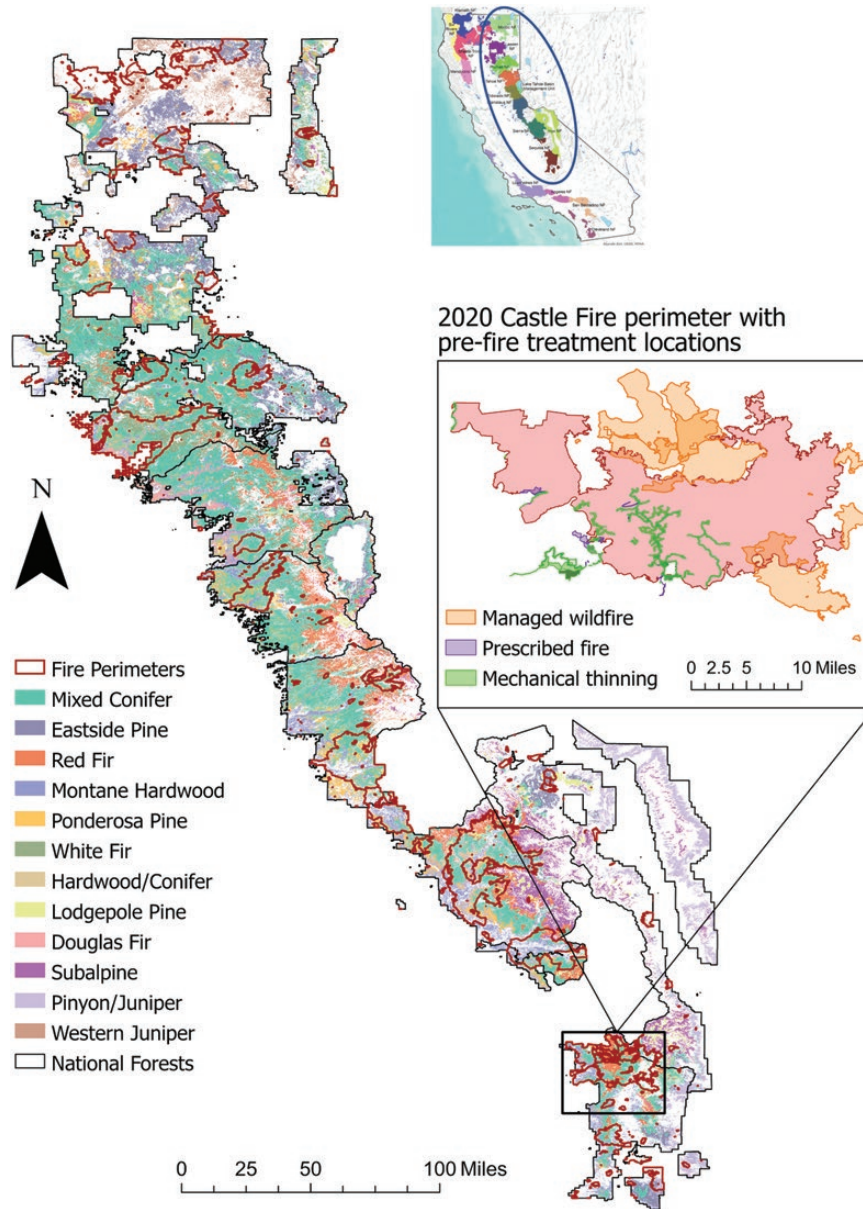 2020 Castle Fire perimeter with
pre-fire treatment locations
Managed wildfire
Prescribed fire
Mechanical thinning
0 2.5 5 10 Miles
N
Fire Perimeters
Mixed Conifer
Eastside Pine
Red Fir
Montane Hardwood
Ponderosa Pine
White Fir
Hardwood/Conifer
Lodgepole Pine
Douglas Fir
Subalpine
Pinyon/Juniper
Western Juniper
National Forests
0 25 50 100 Miles